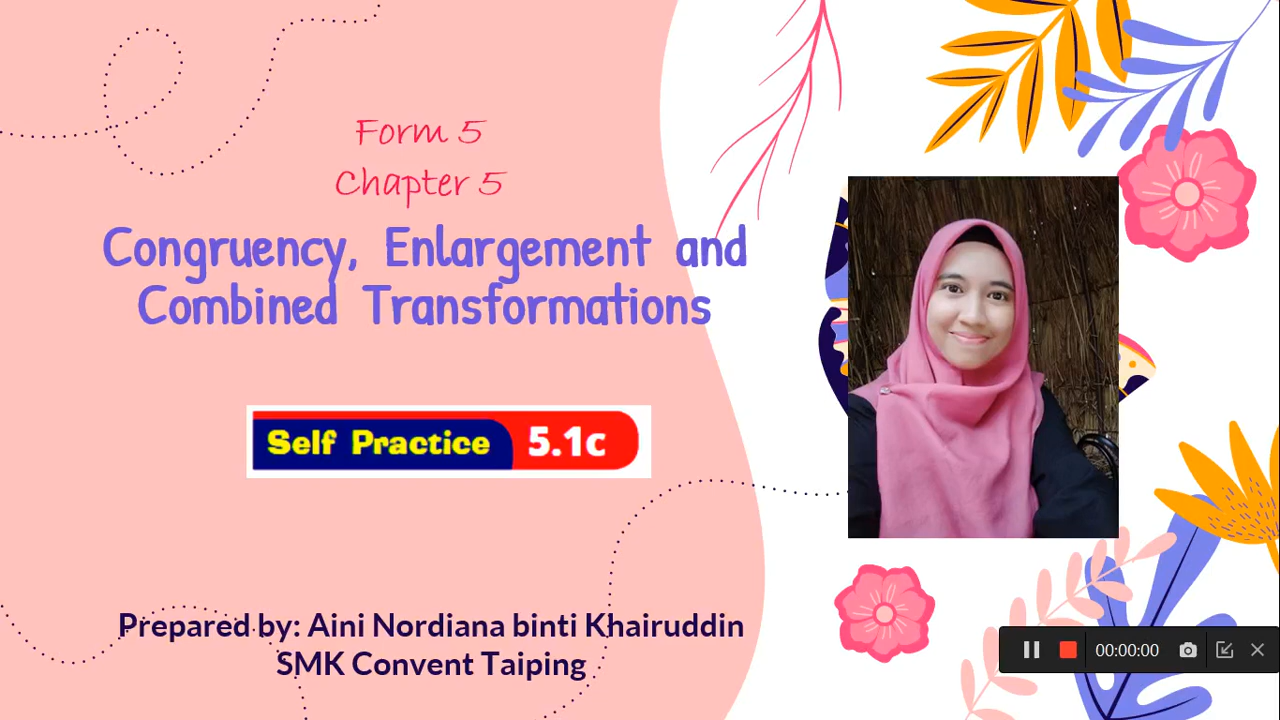 Form 5
Chapter 5
Congruency, Enlargement and
Combined Transformations
Self Practice 5.1c
Prepared by: Aini Nordiana binti Khairuddin
SMK Convent Taiping
00:00:00